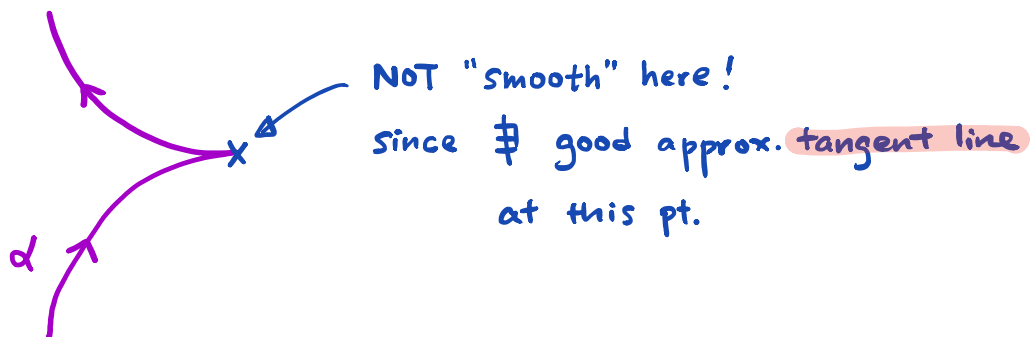 NOT "smooth" here!
since ∄ good approx. tangent line
at this pt.
α